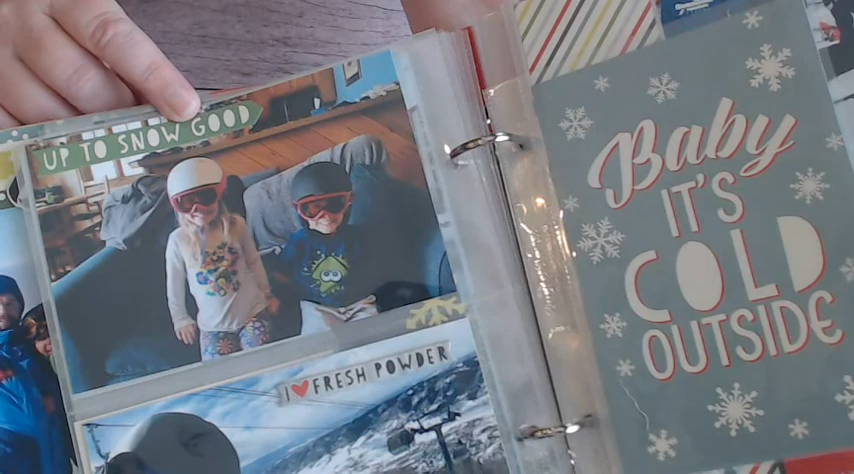 UP TO SNOW GOOD
I ♥ FRESH POWDER
Baby
IT'S
COLD
OUTSIDE